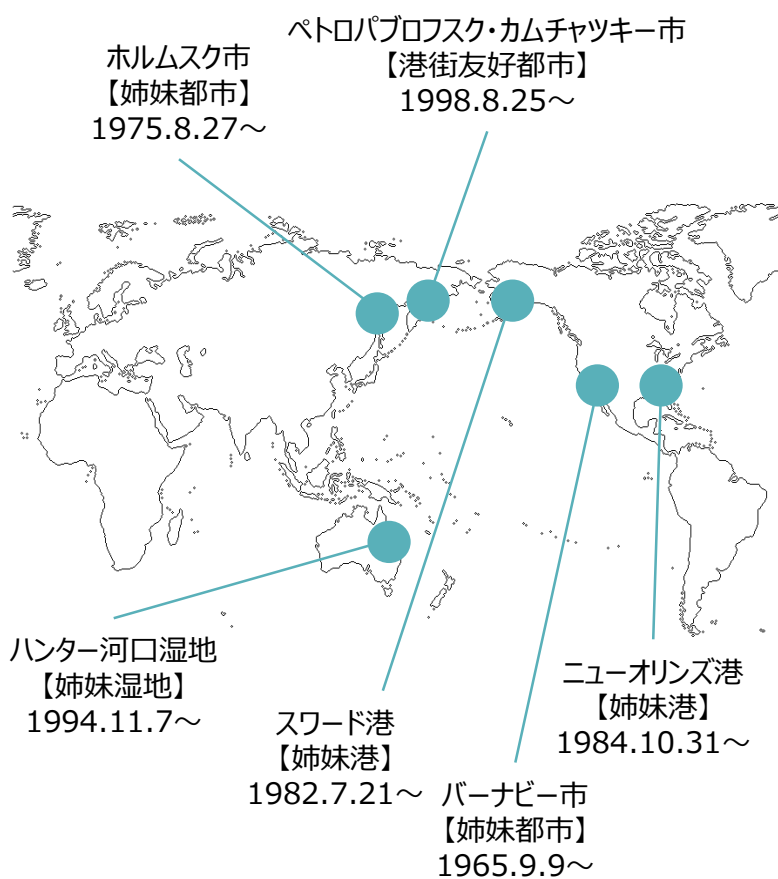 ペトロパブロフスク・カムチャツキー市
【港街友好都市】
1998.8.25～
ホルムスク市
【姉妹都市】
1975.8.27～
ハンター河口湿地
【姉妹湿地】
1994.11.7～
スワード港
【姉妹港】
1982.7.21～
バーナビー市
【姉妹都市】
1965.9.9～
ニューオリンズ港
【姉妹港】
1984.10.31～